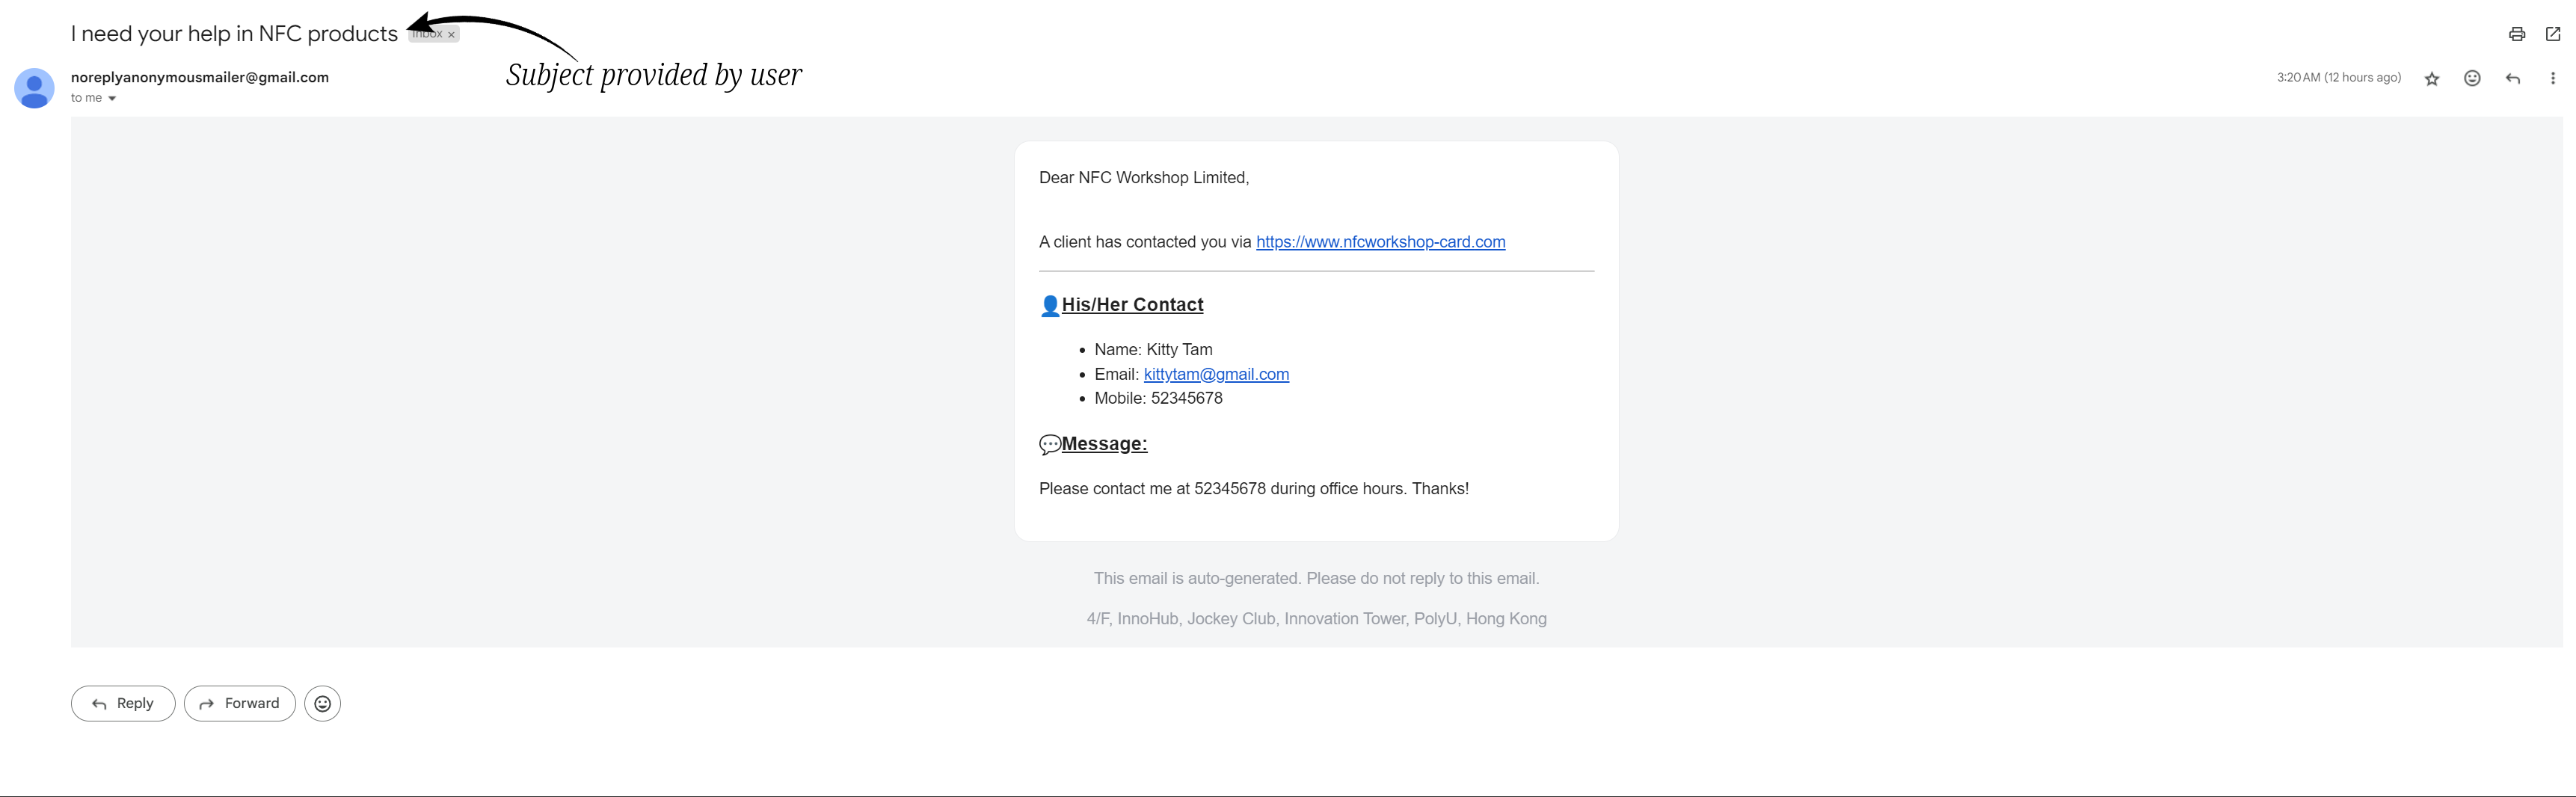 I need your help in NFC products Inbox x
Subject provided by user
noreplyanonymousmailer@gmail.com
3:20 AM (12 hours ago)
to me
Dear NFC Workshop Limited,
A client has contacted you via https://www.nfcworkshop-card.com
His/Her Contact
• Name: Kitty Tam
• Email: kittytam@gmail.com
• Mobile: 52345678
Message:
Please contact me at 52345678 during office hours. Thanks!
This email is auto-generated. Please do not reply to this email.
4/F, InnoHub, Jockey Club, Innovation Tower, PolyU, Hong Kong
Reply
Forward